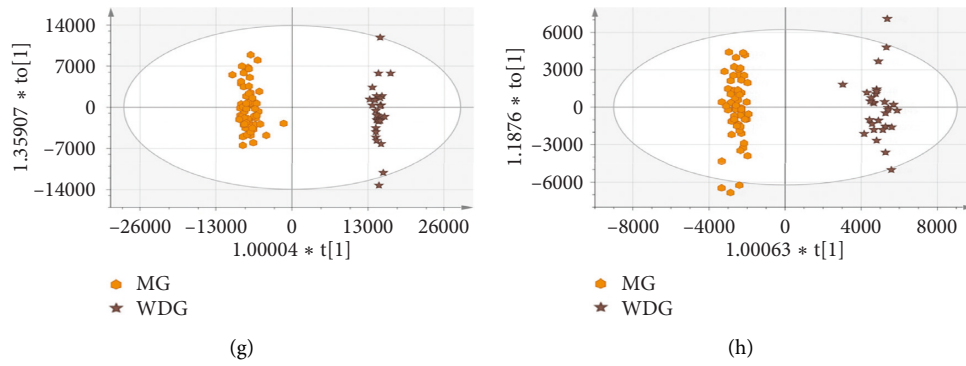 14000
7000
0
−7000
−14000
1.35907 * to[1]
−26000 −13000 0 13000 26000
1.00004 * t[1]
MG
WDG
(g)
6000
3000
0
−3000
−6000
1.1876 * to[1]
−8000 −4000 0 4000 8000
1.00063 * t[1]
MG
WDG
(h)